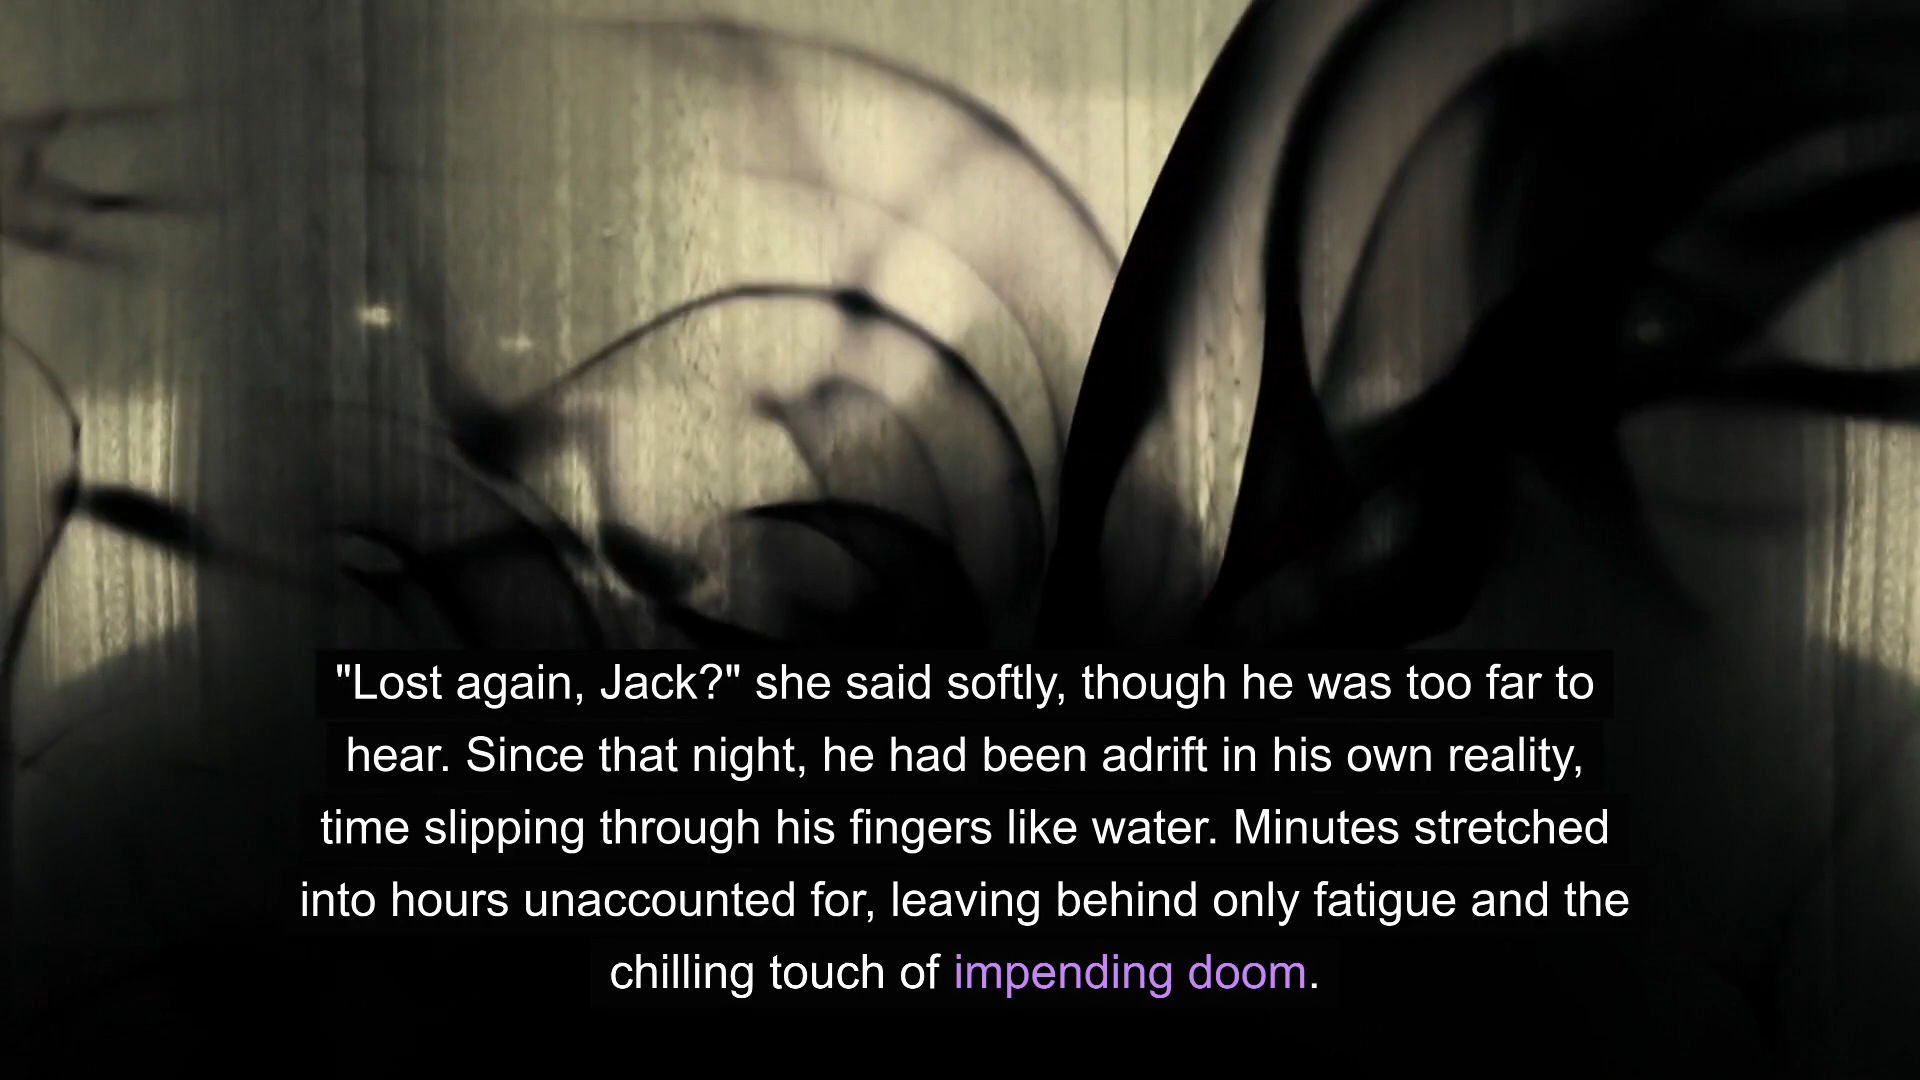 "Lost again, Jack?" she said softly, though he was too far to
hear. Since that night, he had been adrift in his own reality,
time slipping through his fingers like water. Minutes stretched
into hours unaccounted for, leaving behind only fatigue and the
chilling touch of impending doom.